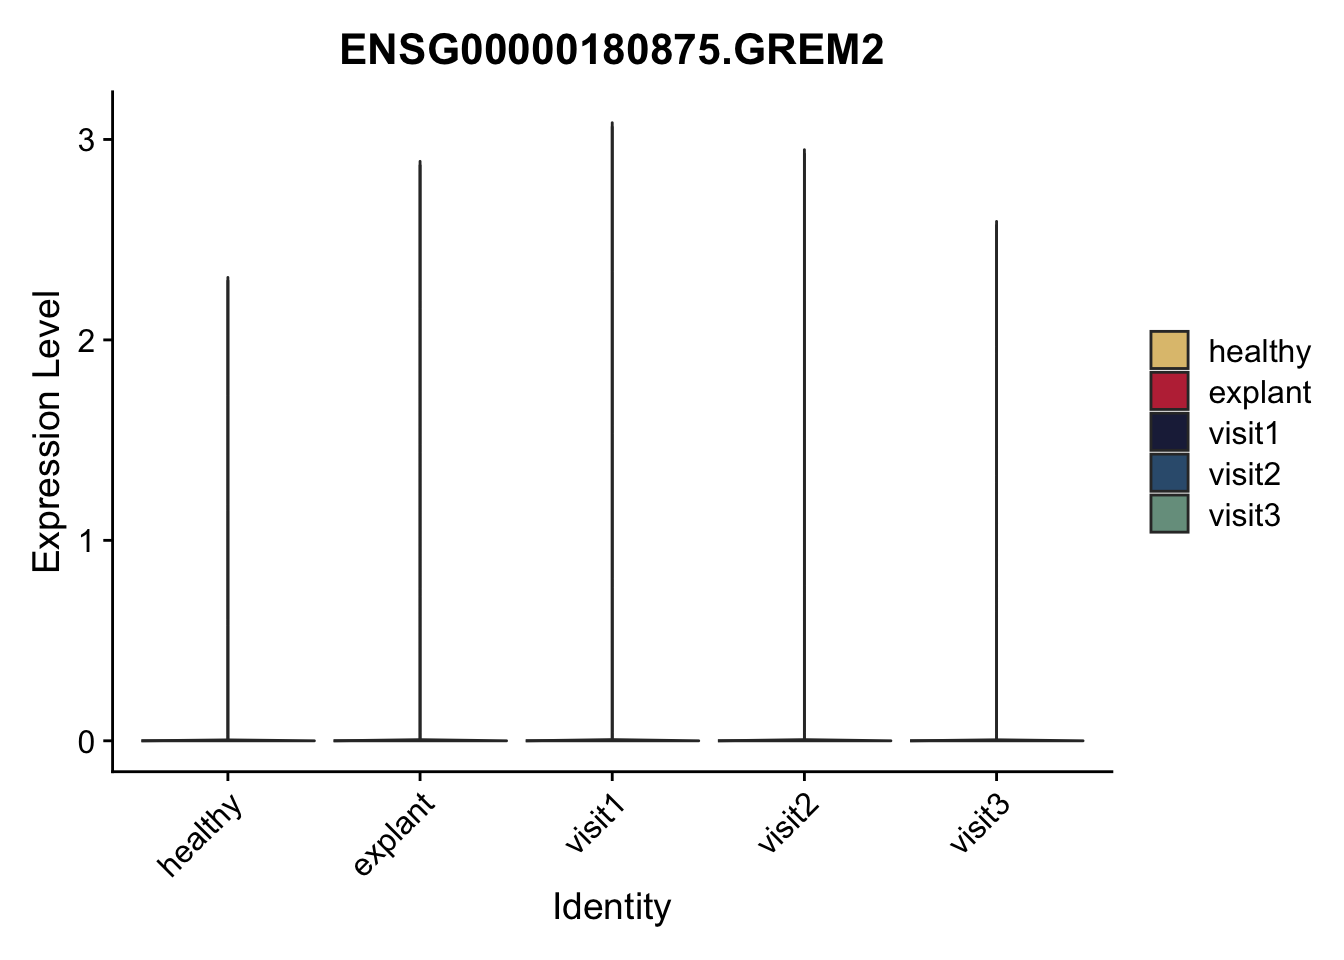 ENSG00000180875.GREM2
Expression Level
3
2
1
0
healthy
explant
visit1
visit2
visit3
Identity
healthy
explant
visit1
visit2
visit3